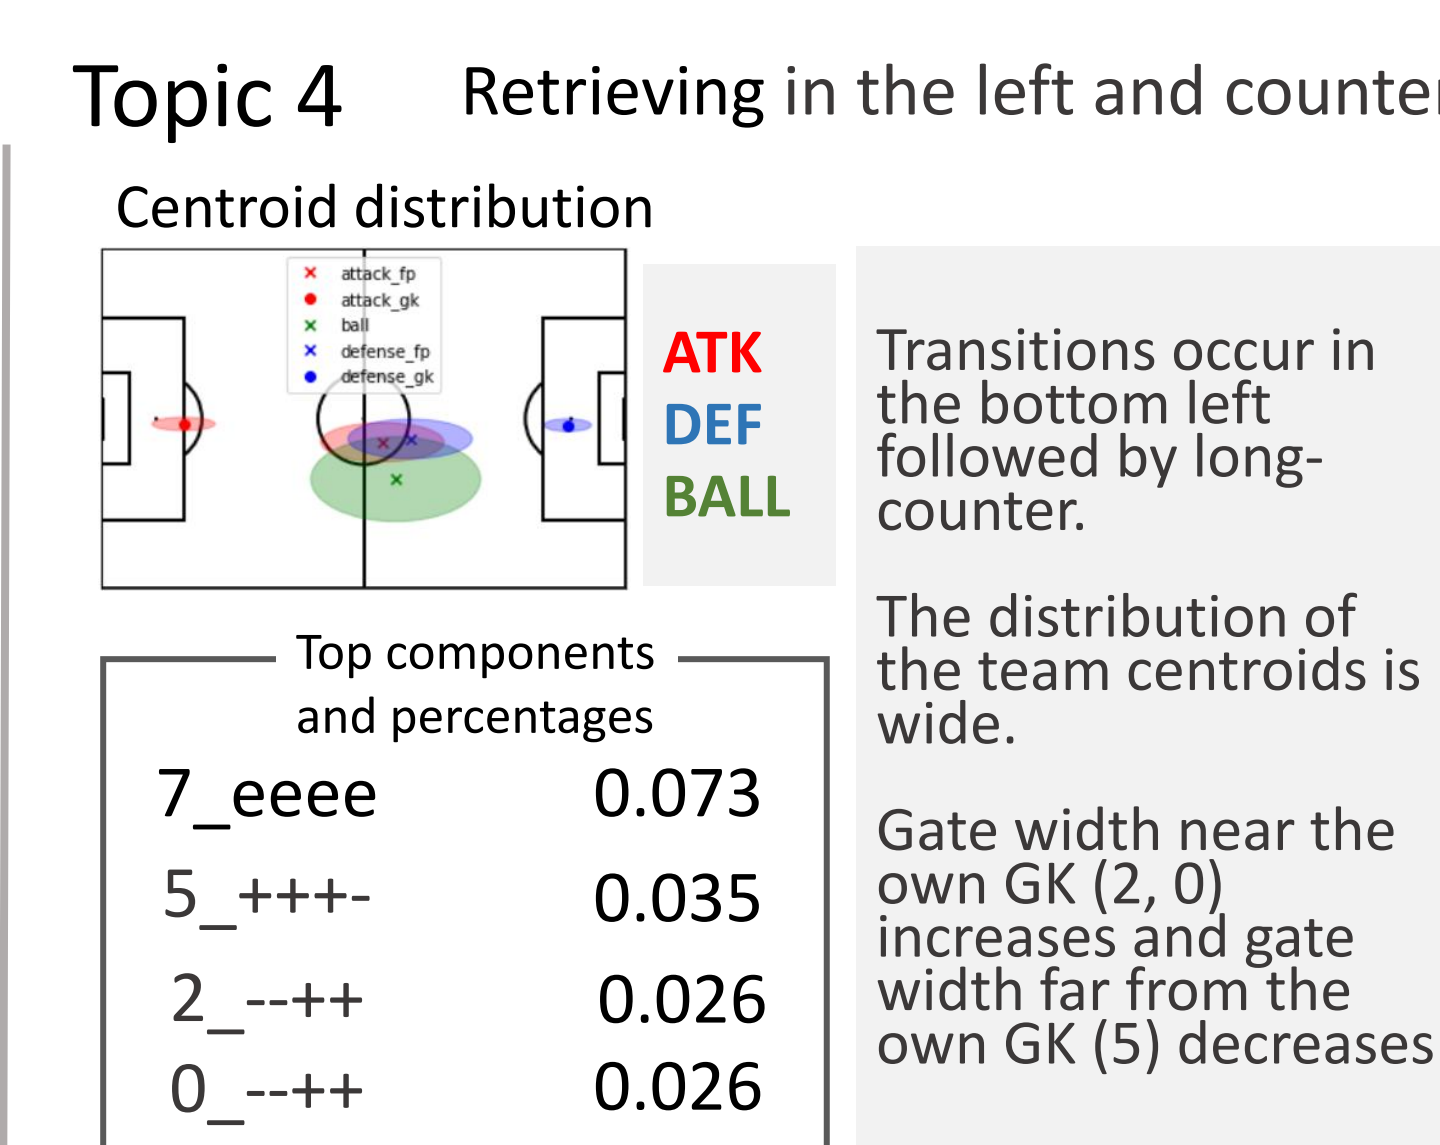 Topic 4
Retrieving in the left and counter
Centroid distribution
attack_fp
attack_gk
ball
defense_fp
defense_gk
ATK
DEF
BALL
Transitions occur in
the bottom left
followed by long-
counter.
The distribution of
the team centroids is
wide.
Gate width near the
own GK (2, 0)
increases and gate
width far from the
own GK (5) decreases
Top components
and percentages
7_eeee 0.073
5_+++- 0.035
2_--++ 0.026
0_--++ 0.026